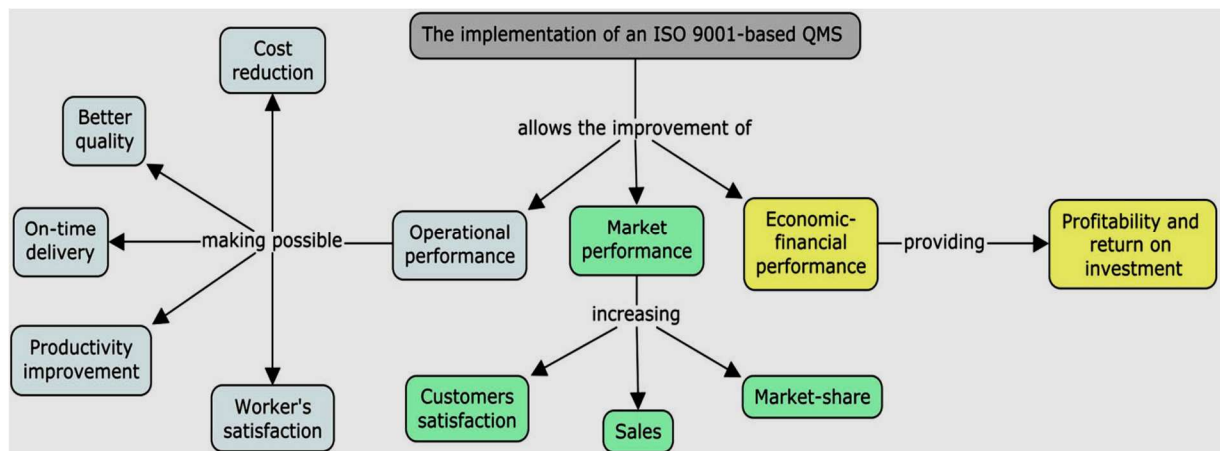 The implementation of an ISO 9001-based QMS
allows the improvement of
Cost
reduction
Better
quality
On-time
delivery
making possible
Productivity
improvement
Worker's
satisfaction
Operational
performance
Market
performance
Economic-
financial
performance
providing
Profitability and
return on
investment
increasing
Customers
satisfaction
Sales
Market-share